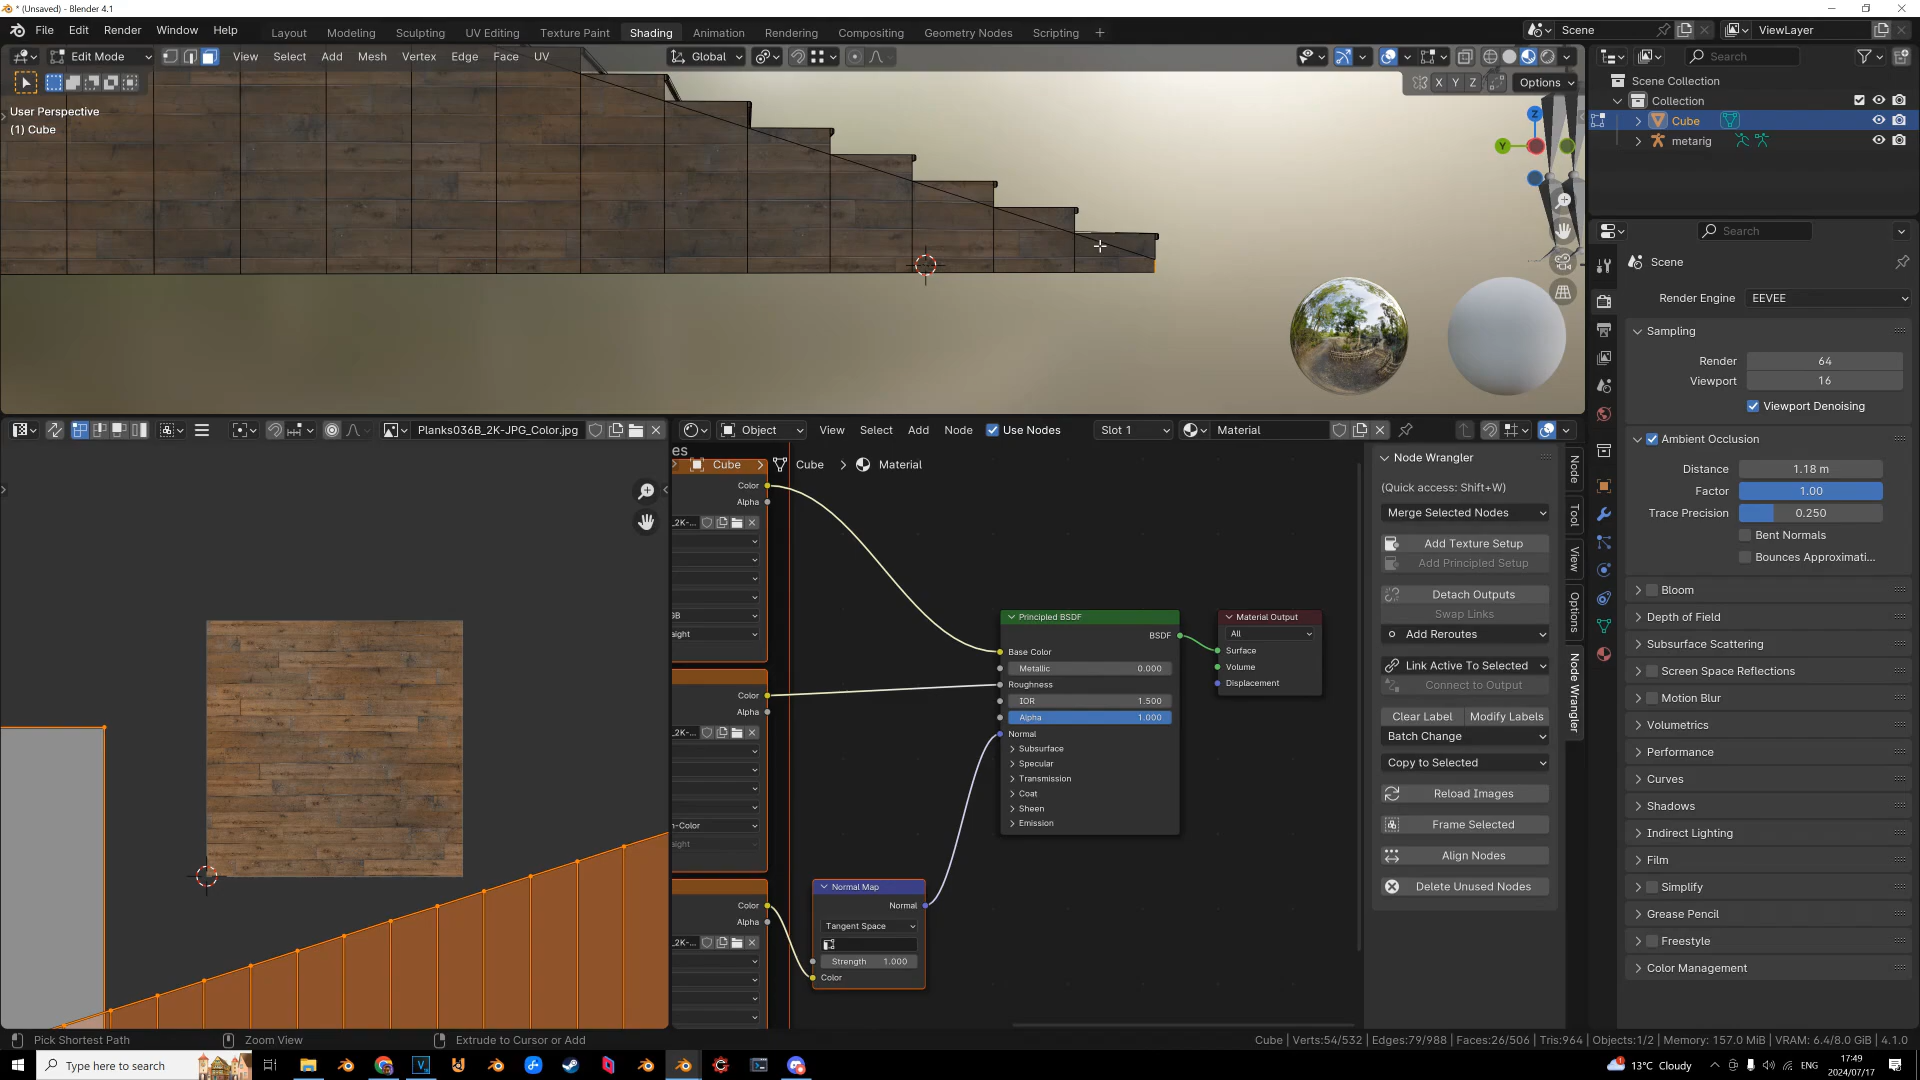 * (Unsaved) - Blender 4.1
File Edit Render Window Help
Layout Modeling Sculpting UV Editing Texture Paint Shading Animation Rendering Compositing Geometry Nodes Scripting
Scene
ViewLayer
Edit Mode View Select Add Mesh Vertex Edge Face UV
Global
X Y Z
Options
User Perspective
(1) Cube
Z
Y
Search
Scene Collection
Collection
Cube
metarig
Search
Scene
Render Engine EEVEE
Sampling
Render 64
Viewport 16
Viewport Denoising
Ambient Occlusion
Distance 1.18 m
Factor 1.00
Trace Precision 0.250
Bent Normals
Bounces Approximati...
Bloom
Depth of Field
Subsurface Scattering
Screen Space Reflections
Motion Blur
Volumetrics
Performance
Curves
Shadows
Indirect Lighting
Film
Simplify
Grease Pencil
Freestyle
Color Management
Planks036B_2K-JPG_Color.jpg
Object View Select Add Node Use Nodes Slot 1 Material
es
Cube Cube Material
Color
Alpha
_2K-...
GB
aight
Color
Alpha
_2K-...
n-Color
aight
Color
Alpha
_2K-...
Normal Map
Normal
Tangent Space
Strength 1.000
Color
Principled BSDF
BSDF
Base Color
Metallic 0.000
Roughness
IOR 1.500
Alpha 1.000
Normal
Subsurface
Specular
Transmission
Coat
Sheen
Emission
Material Output
All
Surface
Volume
Displacement
Node Wrangler
(Quick access: Shift+W)
Merge Selected Nodes
Add Texture Setup
Add Principled Setup
Detach Outputs
Swap Links
Add Reroutes
Link Active To Selected
Connect to Output
Clear Label Modify Labels
Batch Change
Copy to Selected
Reload Images
Frame Selected
Align Nodes
Delete Unused Nodes
Node
Tool
View
Options
Node Wrangler
Pick Shortest Path Zoom View Extrude to Cursor or Add
Cube | Verts:54/532 | Edges:79/988 | Faces:26/506 | Tris:964 | Objects:1/2 | Memory: 157.0 MiB | VRAM: 6.4/8.0 GiB | 4.1.0
Type here to search
13°C Cloudy
ENG
17:49
2024/07/17